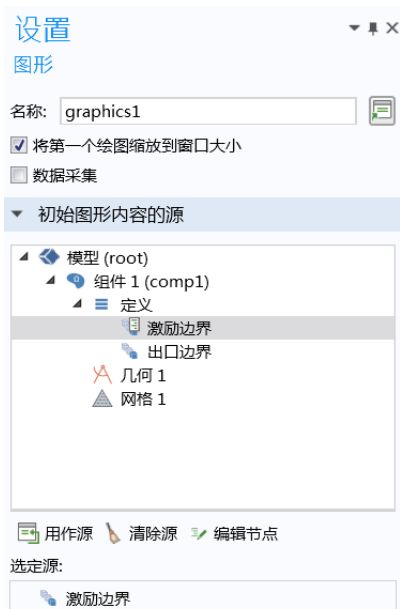 设置
图形
名称: graphics1
将第一个绘图缩放到窗口大小
数据采集
初始图形内容的源
模型 (root)
组件 1 (comp1)
定义
激励边界
出口边界
几何 1
网格 1
用作源 清除源 编辑节点
选定源:
激励边界